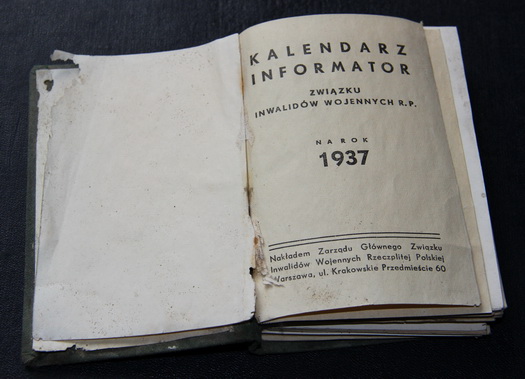 KALENDARZ
INFORMATOR
ZWIĄZKU
INWALIDÓW WOJENNYCH R.P.
NA ROK
1937
Nakładem Zarządu Głównego Związku
Inwalidów Wojennych Rzeczplitej Polskiej
Warszawa, ul. Krakowskie Przedmieście 60